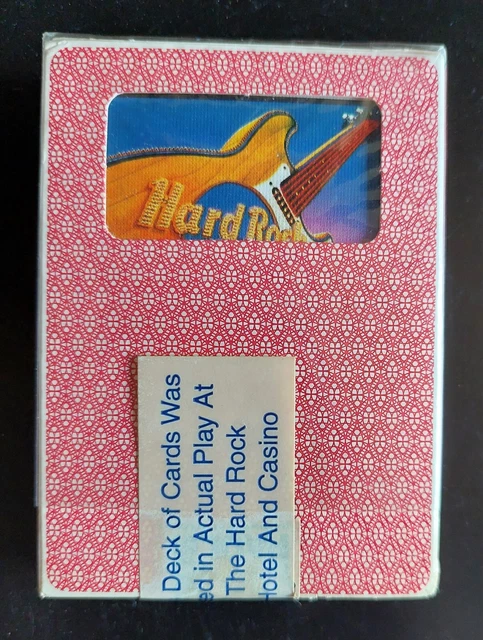 Hard Rock
Deck of Cards Was
ed in Actual Play At
The Hard Rock
Hotel And Casino